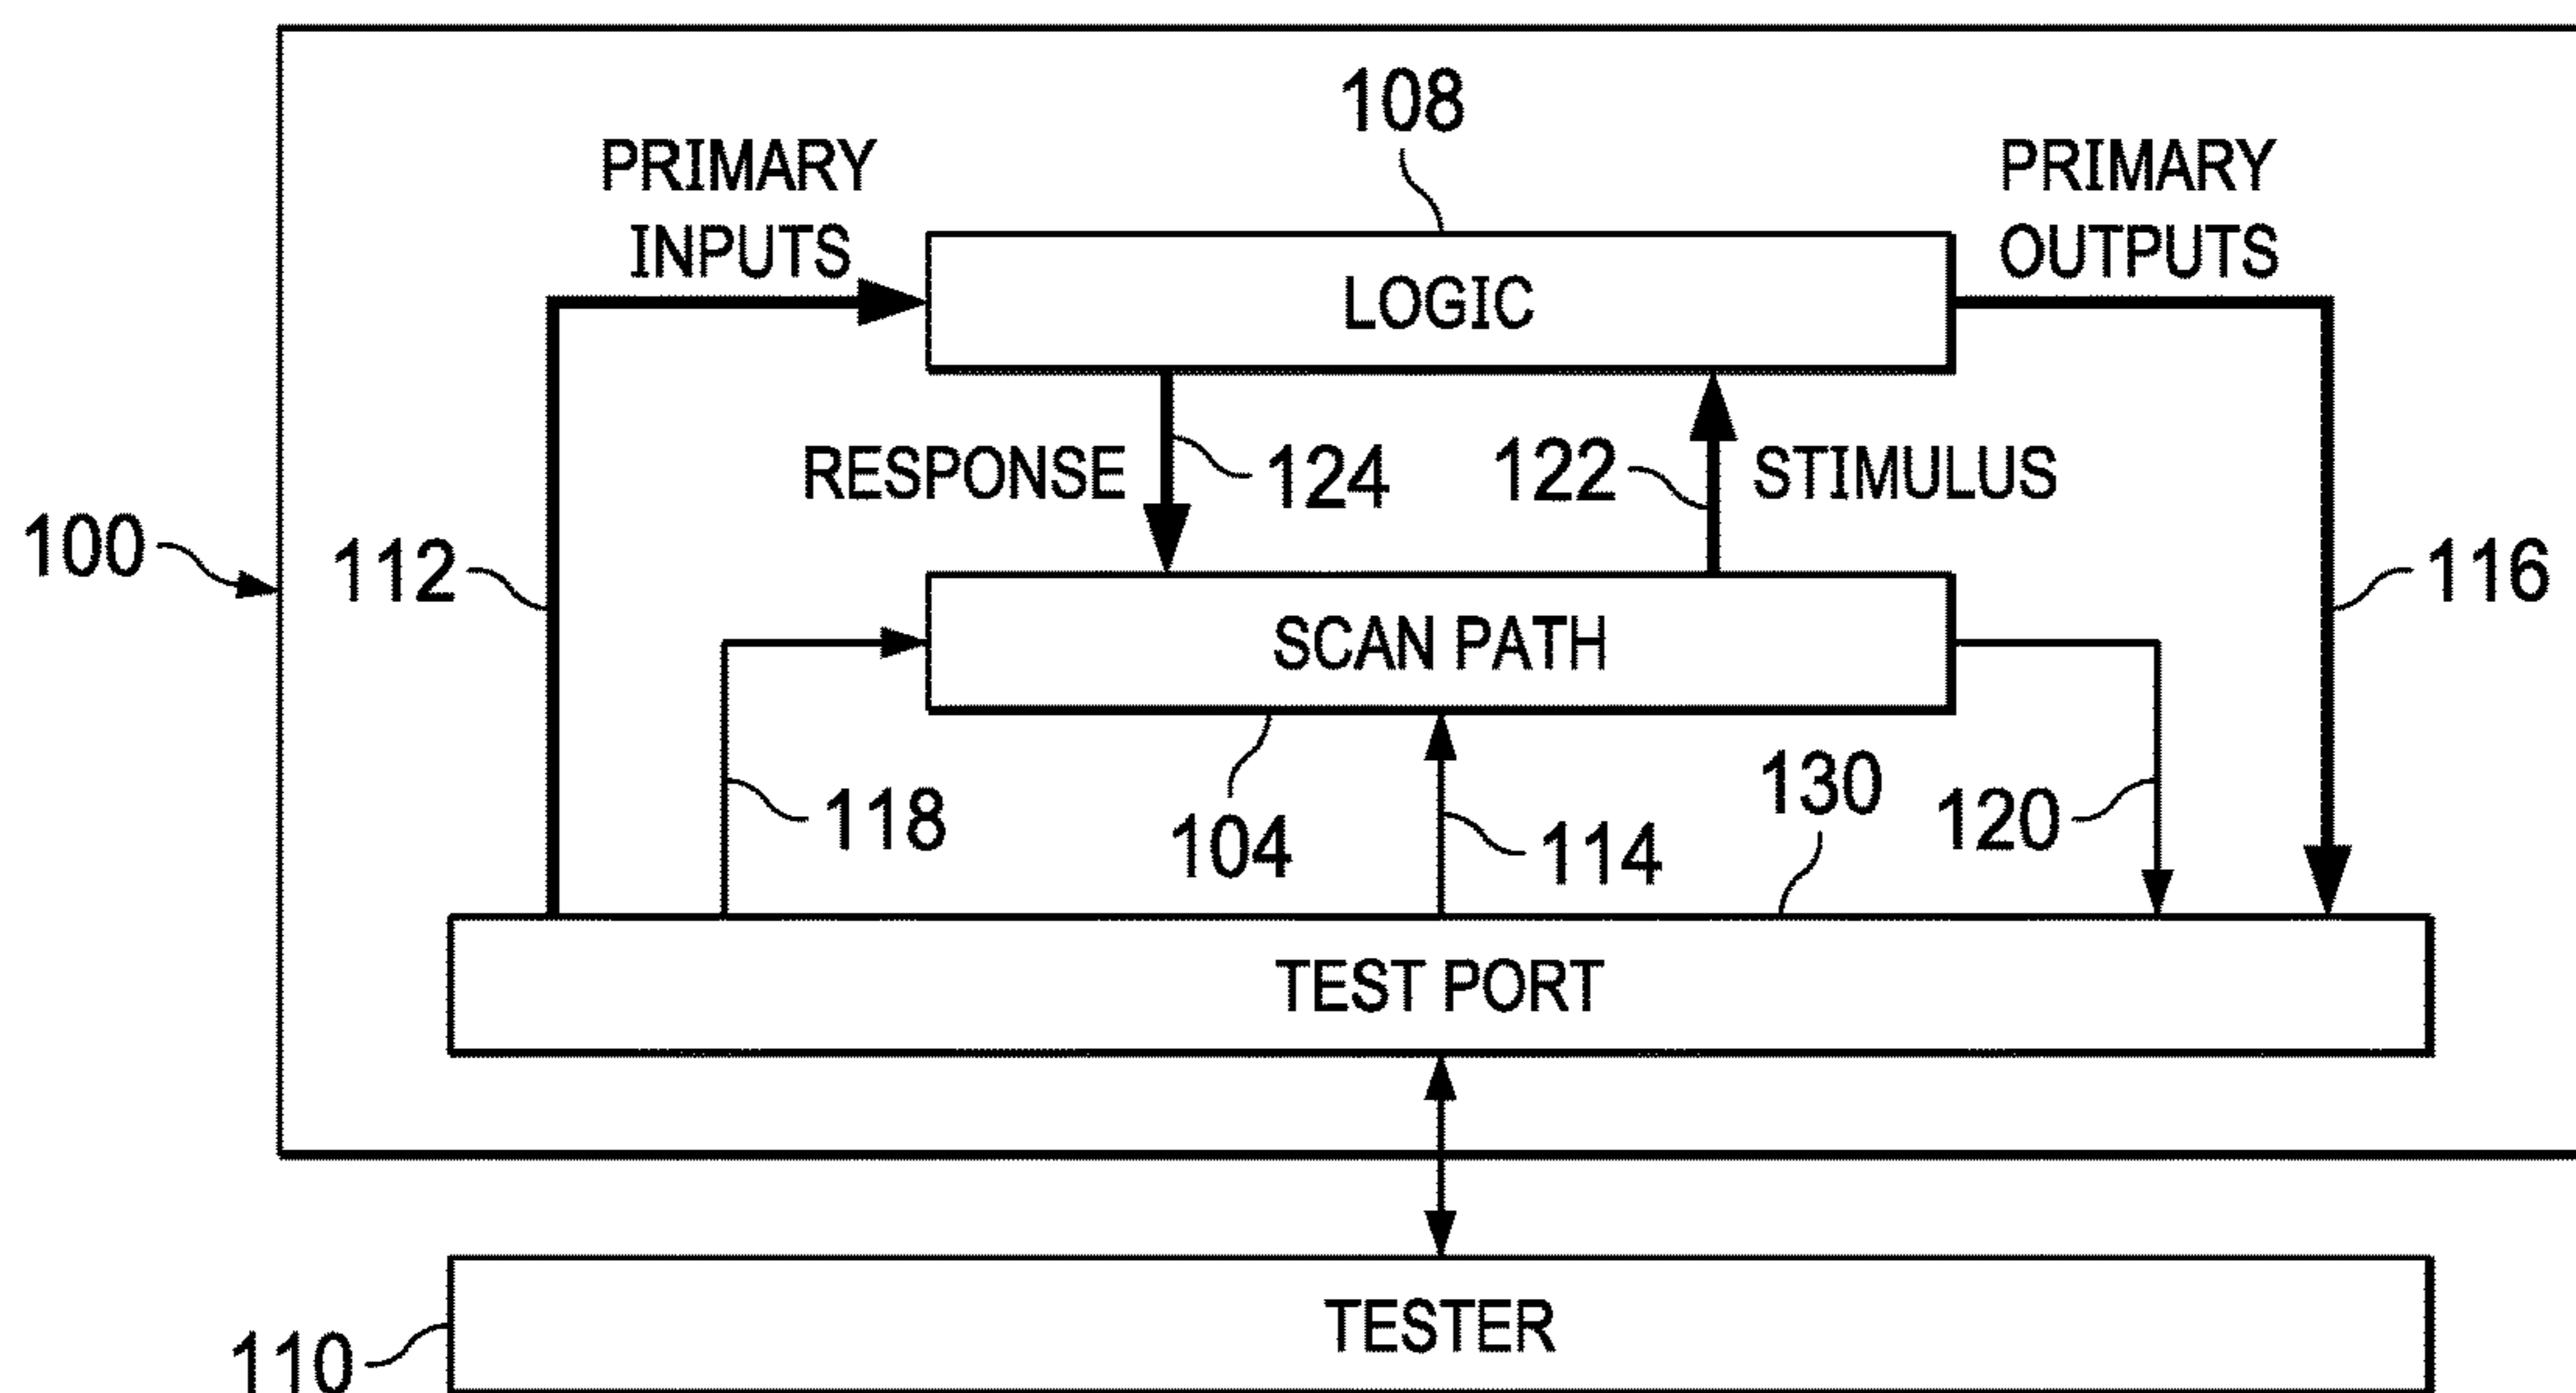 108
PRIMARY
INPUTS
PRIMARY
OUTPUTS
LOGIC
RESPONSE
124
122
STIMULUS
100
112
116
SCAN PATH
118
104
114
130
120
TEST PORT
TESTER
110